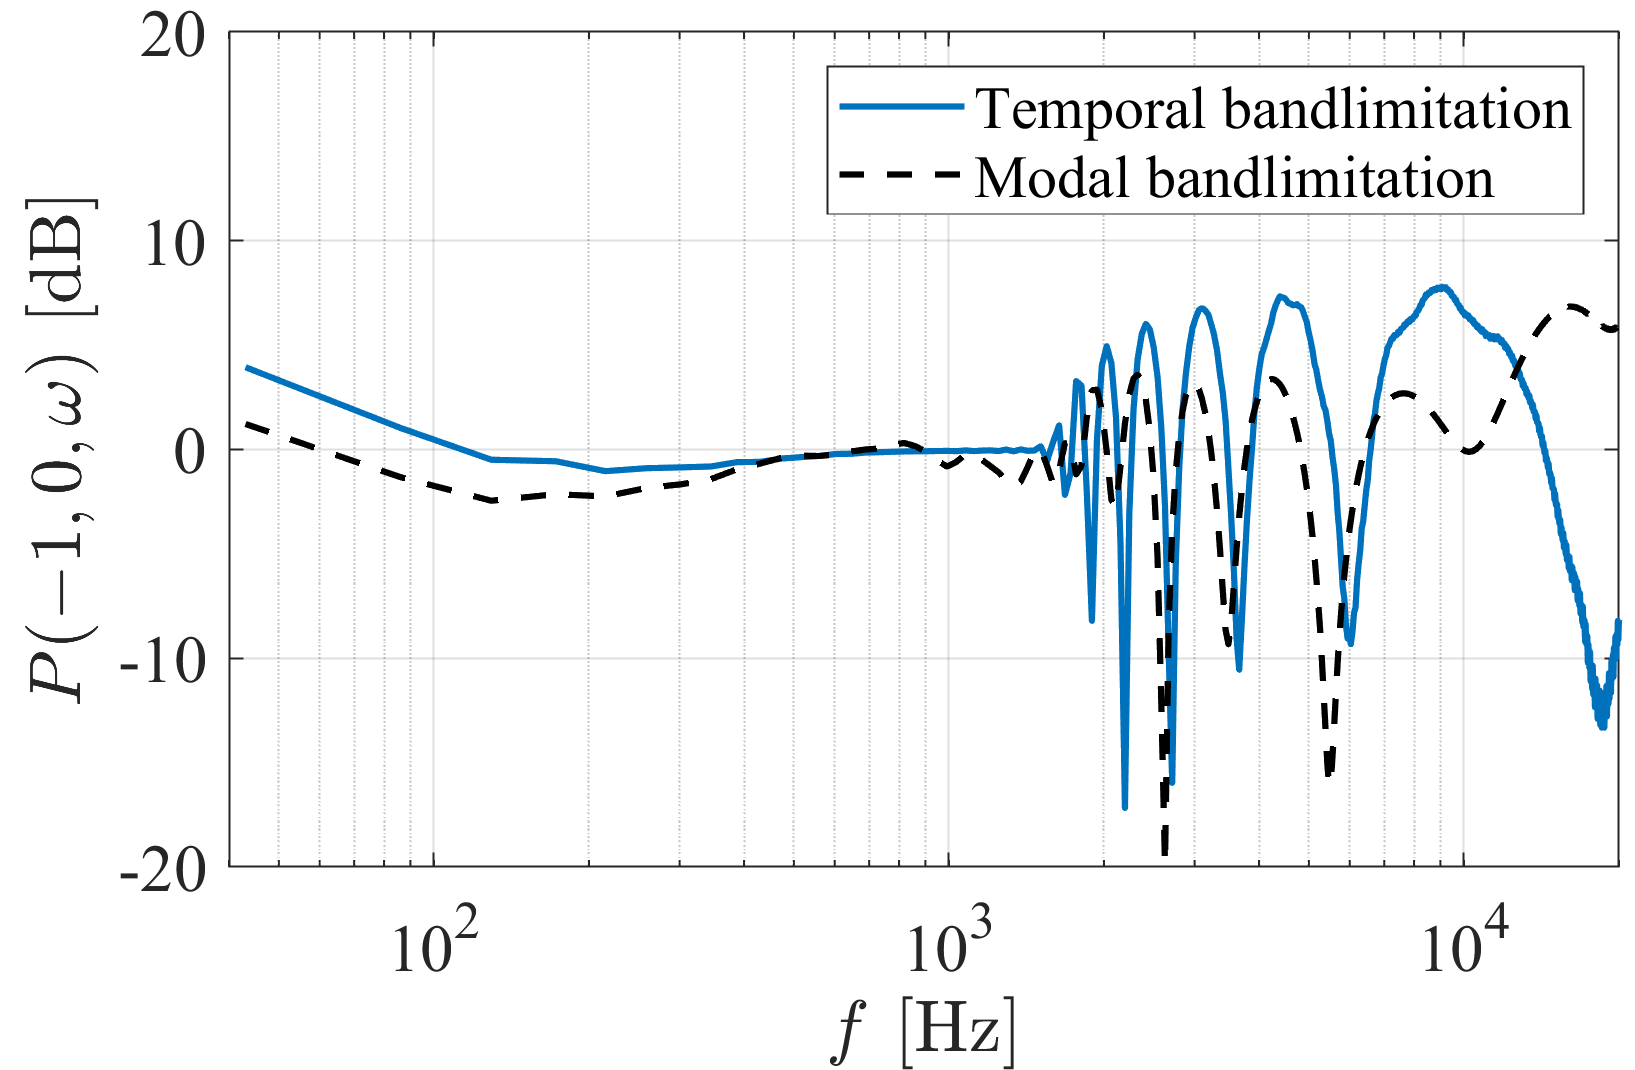 20
10
0
-10
-20
P(−1, 0, 0, ω) [dB]
Temporal bandlimitation
Modal bandlimitation
10^2
10^3
10^4
f [Hz]